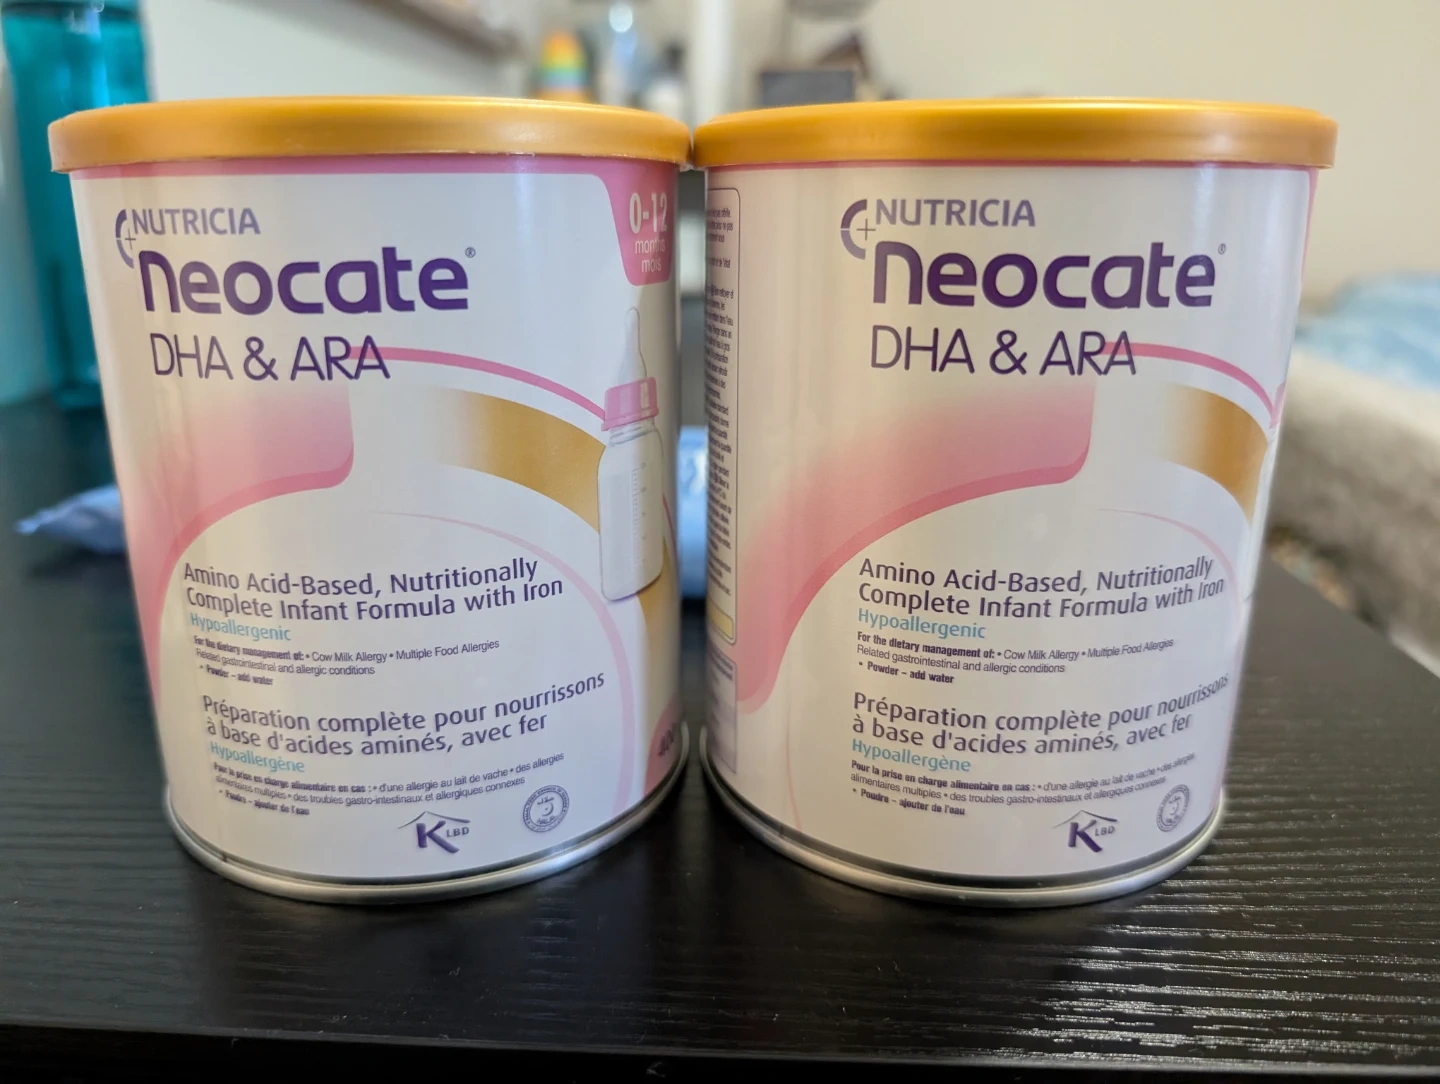 NUTRICIA
neocate®
DHA & ARA
0-12
months
mois
Amino Acid-Based, Nutritionally
Complete Infant Formula with Iron
Hypoallergenic
For the dietary management of: • Cow Milk Allergy • Multiple Food Allergies
Related gastrointestinal and allergic conditions
• Powder – add water
Préparation complète pour nourrissons
à base d'acides aminés, avec fer
Hypoallergène
Pour la prise en charge alimentaire en cas : • d'une allergie au lait de vache • des allergies
alimentaires multiples • des troubles gastro-intestinaux et allergiques connexes
• Poudre – ajouter de l'eau
K LBD
HALAL
400
NUTRICIA
neocate®
DHA & ARA
Amino Acid-Based, Nutritionally
Complete Infant Formula with Iron
Hypoallergenic
For the dietary management of: • Cow Milk Allergy • Multiple Food Allergies
Related gastrointestinal and allergic conditions
• Powder – add water
Préparation complète pour nourrissons
à base d'acides aminés, avec fer
Hypoallergène
Pour la prise en charge alimentaire en cas : • d'une allergie au lait de vache • des allergies
alimentaires multiples • des troubles gastro-intestinaux et allergiques connexes
• Poudre – ajouter de l'eau
K LBD